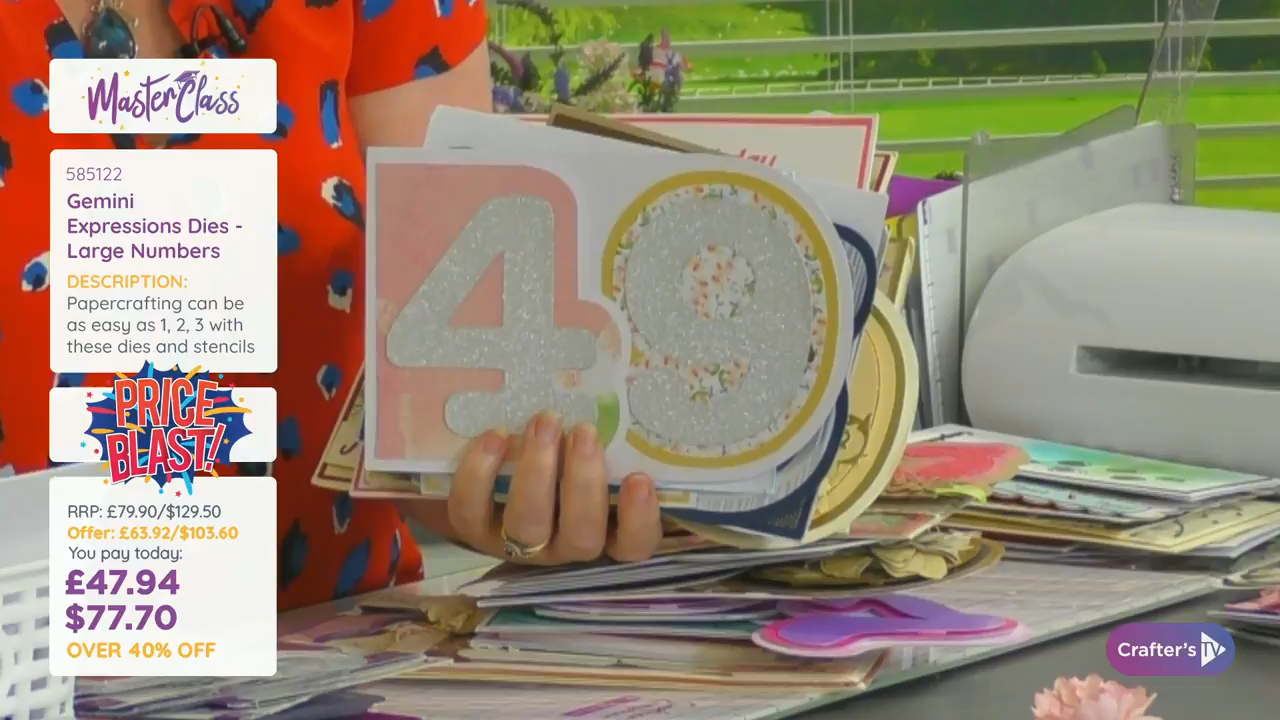 MasterClass
585122
Gemini
Expressions Dies -
Large Numbers
DESCRIPTION:
Papercrafting can be
as easy as 1, 2, 3 with
these dies and stencils
PRICE
BLAST!
RRP: £79.90/$129.50
Offer: £63.92/$103.60
You pay today:
£47.94
$77.70
OVER 40% OFF
49
Crafter's TV